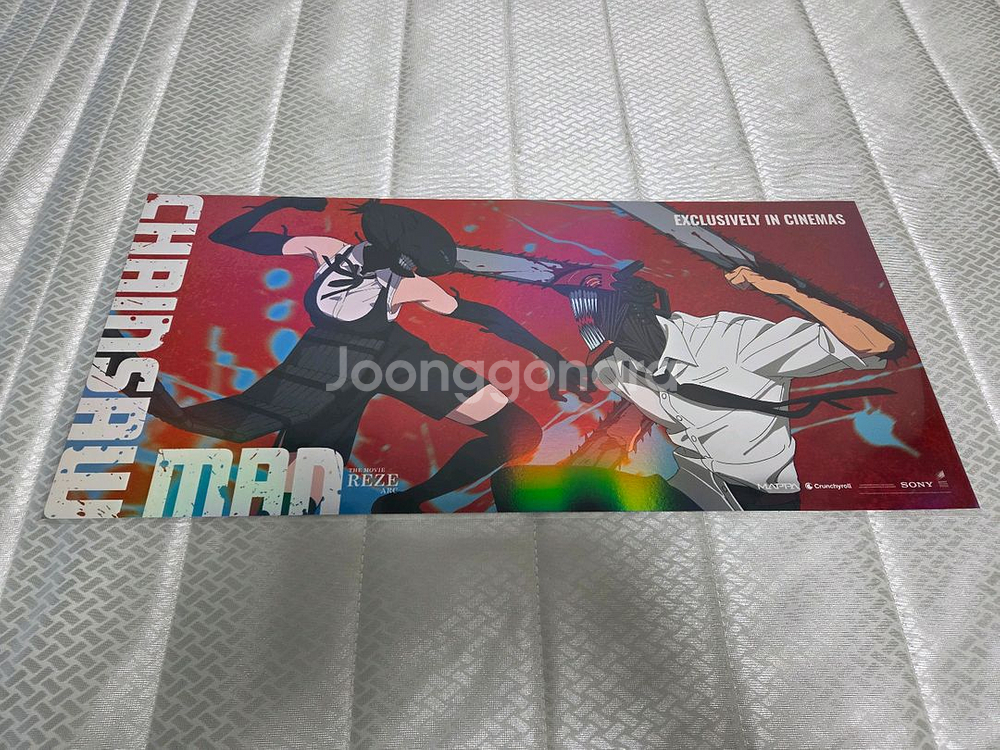 CHAINSAW
MAN
THE MOVIE
REZE
ARC
EXCLUSIVELY IN CINEMAS
Joonggonara
MAPPA
Crunchyroll
SONY